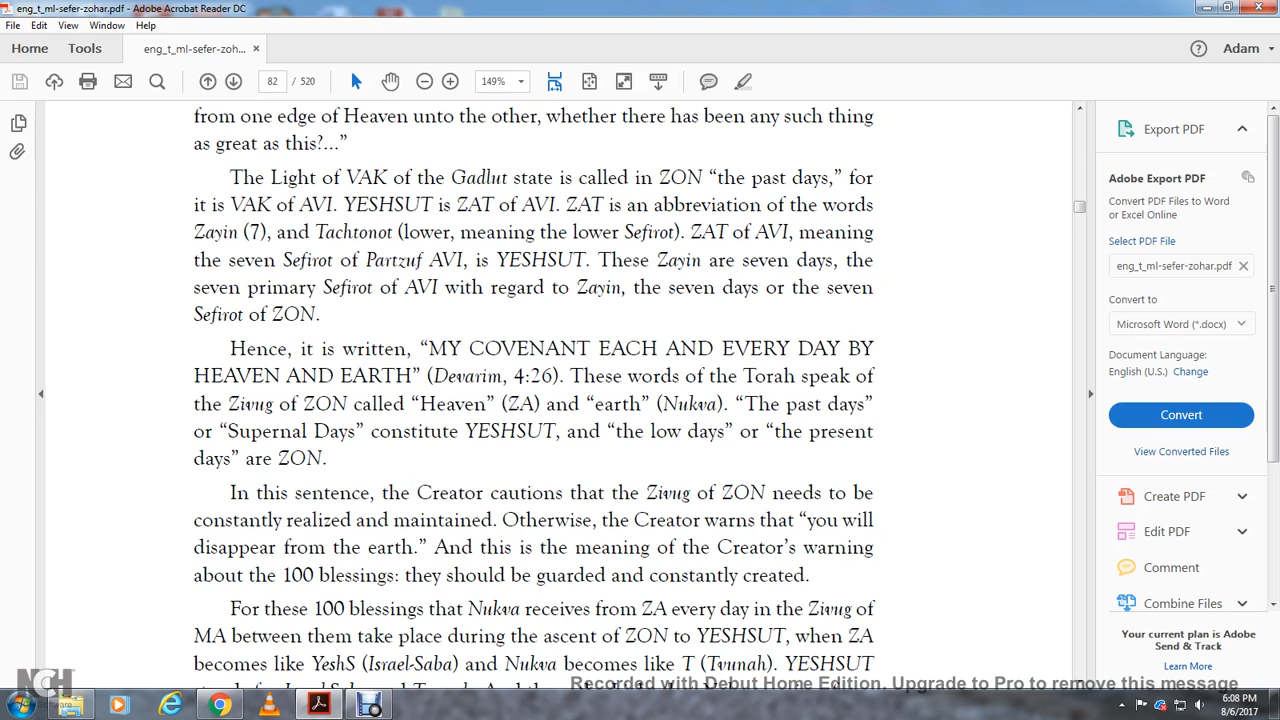 eng_t_ml-sefer-zohar.pdf - Adobe Acrobat Reader DC
File Edit View Window Help
Home Tools eng_t_ml-sefer-zoh... × Adam
82 / 520 149%
from one edge of Heaven unto the other, whether there has been any such thing
as great as this?...”
The Light of VAK of the Gadlut state is called in ZON “the past days,” for
it is VAK of AVI. YESHSUT is ZAT of AVI. ZAT is an abbreviation of the words
Zayin (7), and Tachtonot (lower, meaning the lower Sefirot). ZAT of AVI, meaning
the seven Sefirot of Partzuf AVI, is YESHSUT. These Zayin are seven days, the
seven primary Sefirot of AVI with regard to Zayin, the seven days or the seven
Sefirot of ZON.
Hence, it is written, “MY COVENANT EACH AND EVERY DAY BY
HEAVEN AND EARTH” (Devarim, 4:26). These words of the Torah speak of
the Zivug of ZON called “Heaven” (ZA) and “earth” (Nukva). “The past days”
or “Supernal Days” constitute YESHSUT, and “the low days” or “the present
days” are ZON.
In this sentence, the Creator cautions that the Zivug of ZON needs to be
constantly realized and maintained. Otherwise, the Creator warns that “you will
disappear from the earth.” And this is the meaning of the Creator’s warning
about the 100 blessings: they should be guarded and constantly created.
For these 100 blessings that Nukva receives from ZA every day in the Zivug of
MA between them take place during the ascent of ZON to YESHSUT, when ZA
becomes like YeshS (Israel-Saba) and Nukva becomes like T (Tvunah). YESHSUT
Export PDF
Adobe Export PDF
Convert PDF Files to Word
or Excel Online
Select PDF File
eng_t_ml-sefer-zohar.pdf ×
Convert to
Microsoft Word (*.docx)
Document Language:
English (U.S.) Change
Convert
View Converted Files
Create PDF
Edit PDF
Comment
Combine Files
Your current plan is Adobe
Send & Track
Learn More
Recorded with Debut Home Edition. Upgrade to Pro to remove this message
NCH
Software
6:08 PM
8/6/2017